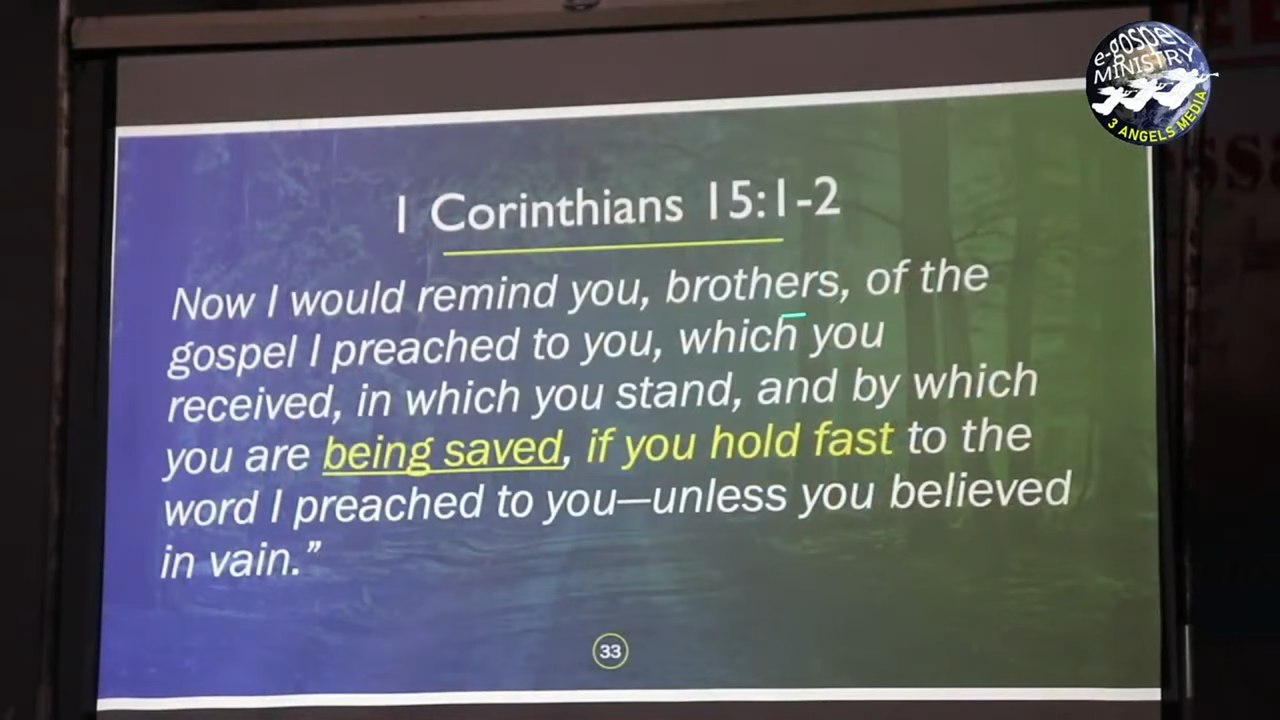 e-gospel
MINISTRY
3 ANGELS MEDIA
1 Corinthians 15:1-2
Now I would remind you, brothers, of the
gospel I preached to you, which you
received, in which you stand, and by which
you are being saved, if you hold fast to the
word I preached to you—unless you believed
in vain.”
33